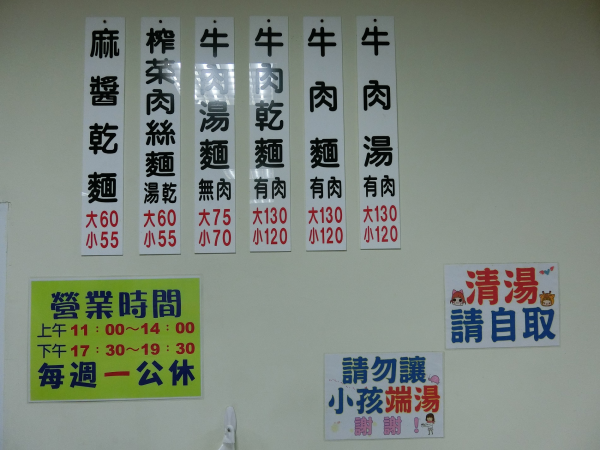 牛肉湯有肉
大130
小120
牛肉麵有肉
大130
小120
牛肉乾麵有肉
大130
小120
牛肉湯麵無肉
大75
小70
榨菜肉絲麵湯乾
大60
小55
麻醬乾麵
大60
小55
營業時間
上午11：00～14：00
下午17：30～19：30
每週一公休
請勿讓
小孩端湯
謝謝！
清湯
請自取